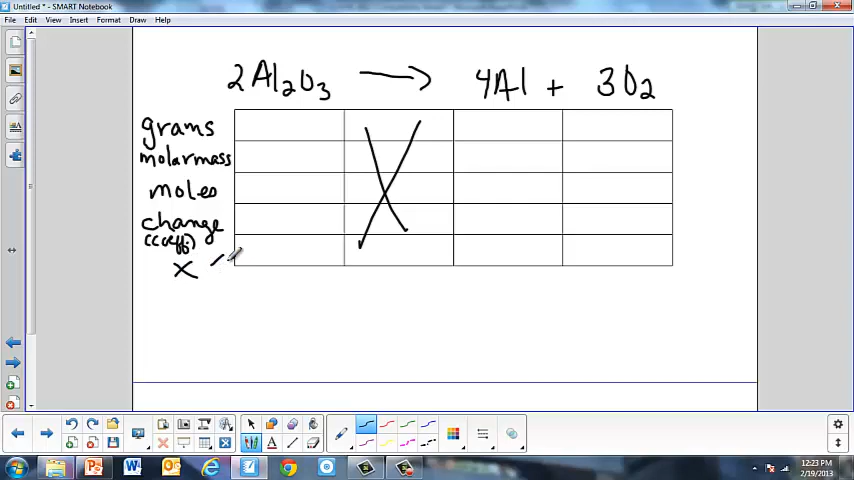 Untitled * - SMART Notebook
File Edit View Insert Format Draw Help
2Al₂O₃ → 4Al + 3O₂
grams
molarmass
moles
change
(coeff)
X
12:23 PM
2/19/2013